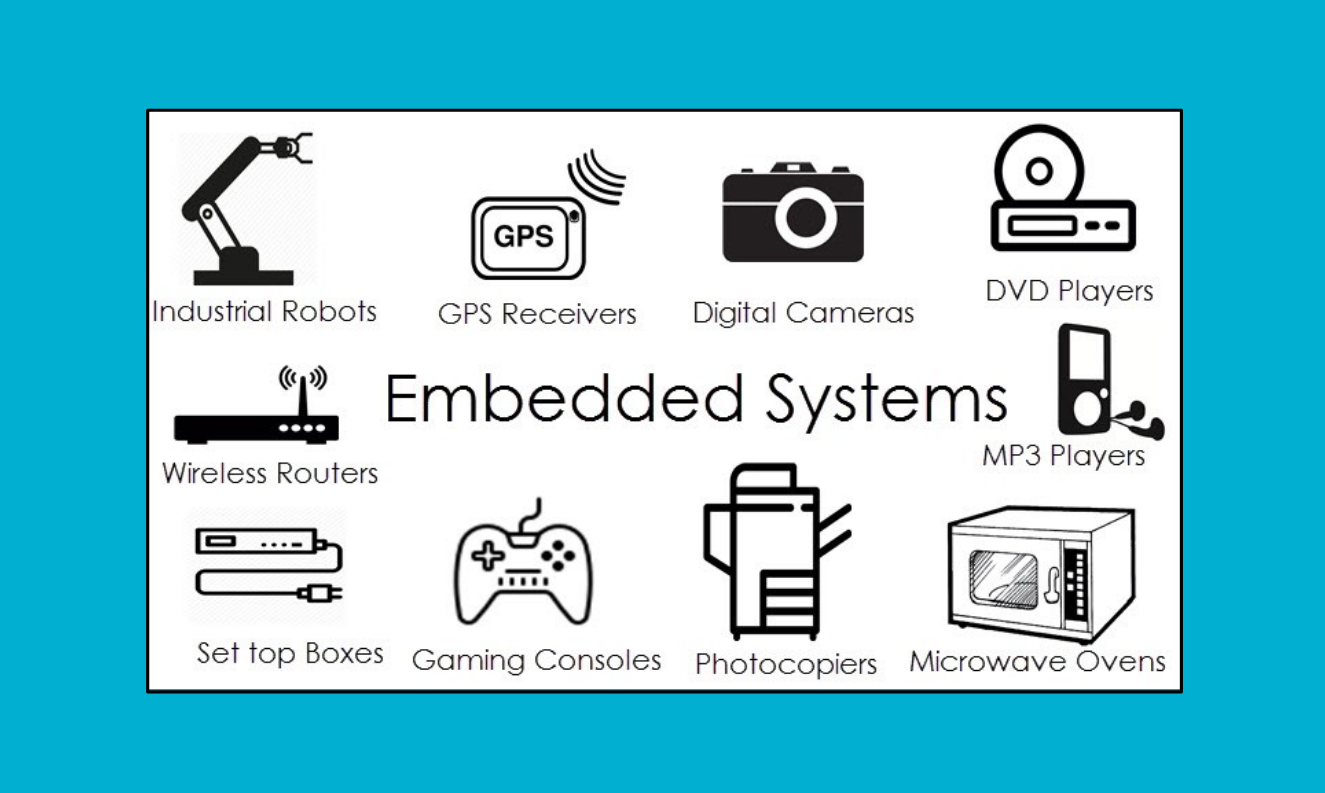 GPS
Industrial Robots
GPS Receivers
Digital Cameras
DVD Players
Embedded Systems
Wireless Routers
MP3 Players
Set top Boxes
Gaming Consoles
Photocopiers
Microwave Ovens